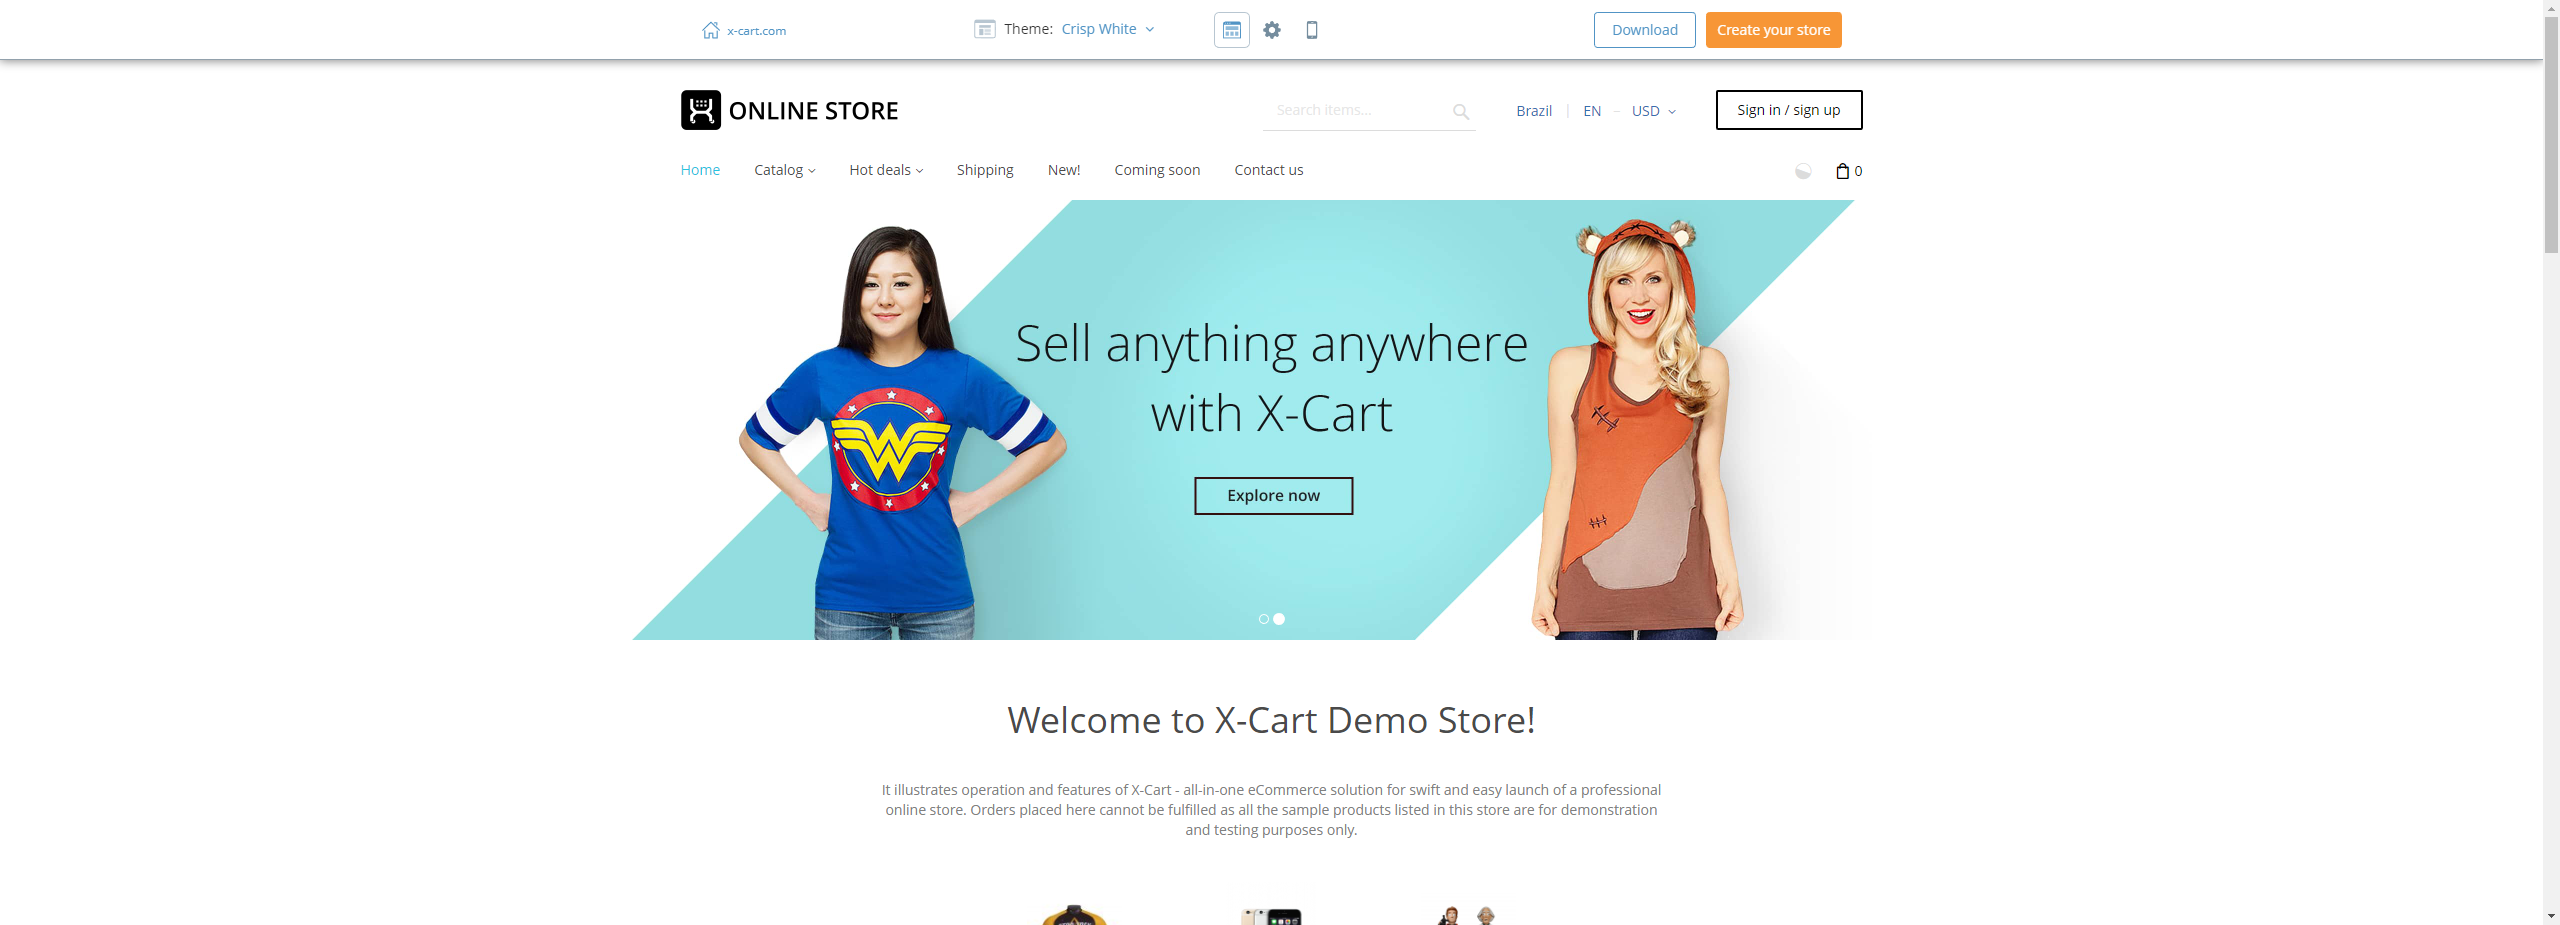 x-cart.com
Theme: Crisp White
Download
Create your store
ONLINE STORE
Search items...
Brazil
EN
USD
Sign in / sign up
Home
Catalog
Hot deals
Shipping
New!
Coming soon
Contact us
0
Sell anything anywhere
with X-Cart
W
Explore now
Welcome to X-Cart Demo Store!
It illustrates operation and features of X-Cart - all-in-one eCommerce solution for swift and easy launch of a professional
online store. Orders placed here cannot be fulfilled as all the sample products listed in this store are for demonstration
and testing purposes only.